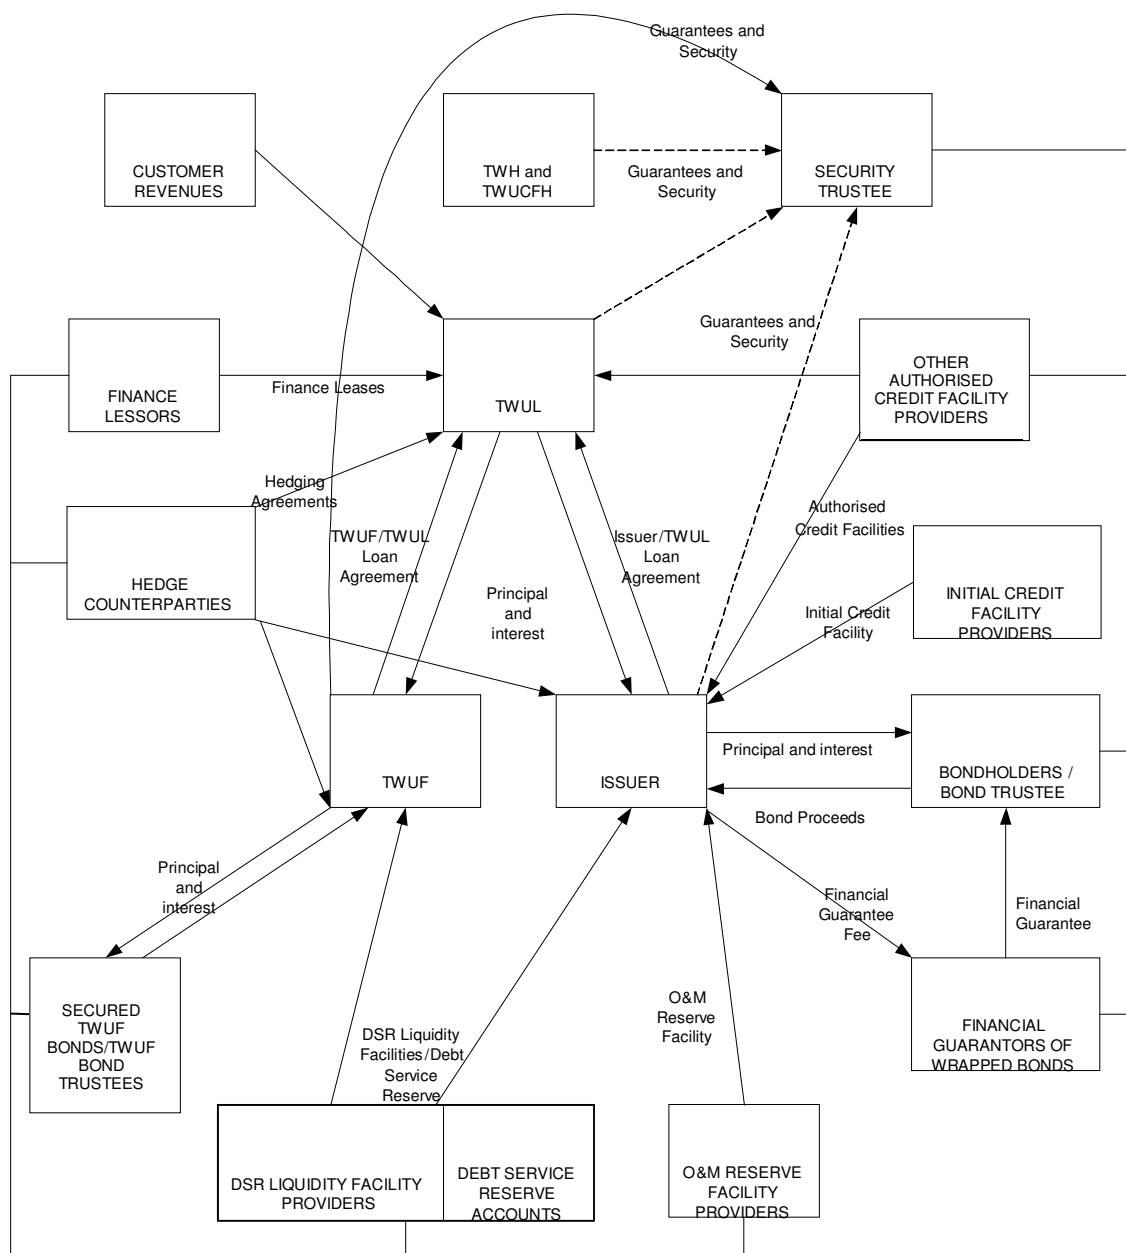 Guarantees and
Security
CUSTOMER
REVENUES
TWH and
TWUCFH
Guarantees and
Security
SECURITY
TRUSTEE
Guarantees and
Security
FINANCE
LESSORS
Finance Leases
TWUL
OTHER
AUTHORISED
CREDIT FACILITY
PROVIDERS
Hedging
Agreements
TWUF/TWUL
Loan
Agreement
Issuer/TWUL
Loan
Agreement
Authorised
Credit Facilities
HEDGE
COUNTERPARTIES
Principal
and
interest
Initial Credit
Facility
INITIAL CREDIT
FACILITY
PROVIDERS
TWUF
ISSUER
Principal and interest
BONDHOLDERS /
BOND TRUSTEE
Bond Proceeds
Principal
and
interest
Financial
Guarantee
Fee
Financial
Guarantee
SECURED
TWUF
BONDS/TWUF
BOND
TRUSTEES
DSR Liquidity
Facilities/Debt
Service
Reserve
O&M
Reserve
Facility
FINANCIAL
GUARANTORS OF
WRAPPED BONDS
DSR LIQUIDITY FACILITY
PROVIDERS
DEBT SERVICE
RESERVE
ACCOUNTS
O&M RESERVE
FACILITY
PROVIDERS